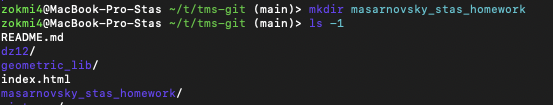 zokmi4@MacBook-Pro-Stas ~/t/tms-git (main)> mkdir masarnovsky_stas_homework
zokmi4@MacBook-Pro-Stas ~/t/tms-git (main)> ls -1
README.md
dz12/
geometric_lib/
index.html
masarnovsky_stas_homework/